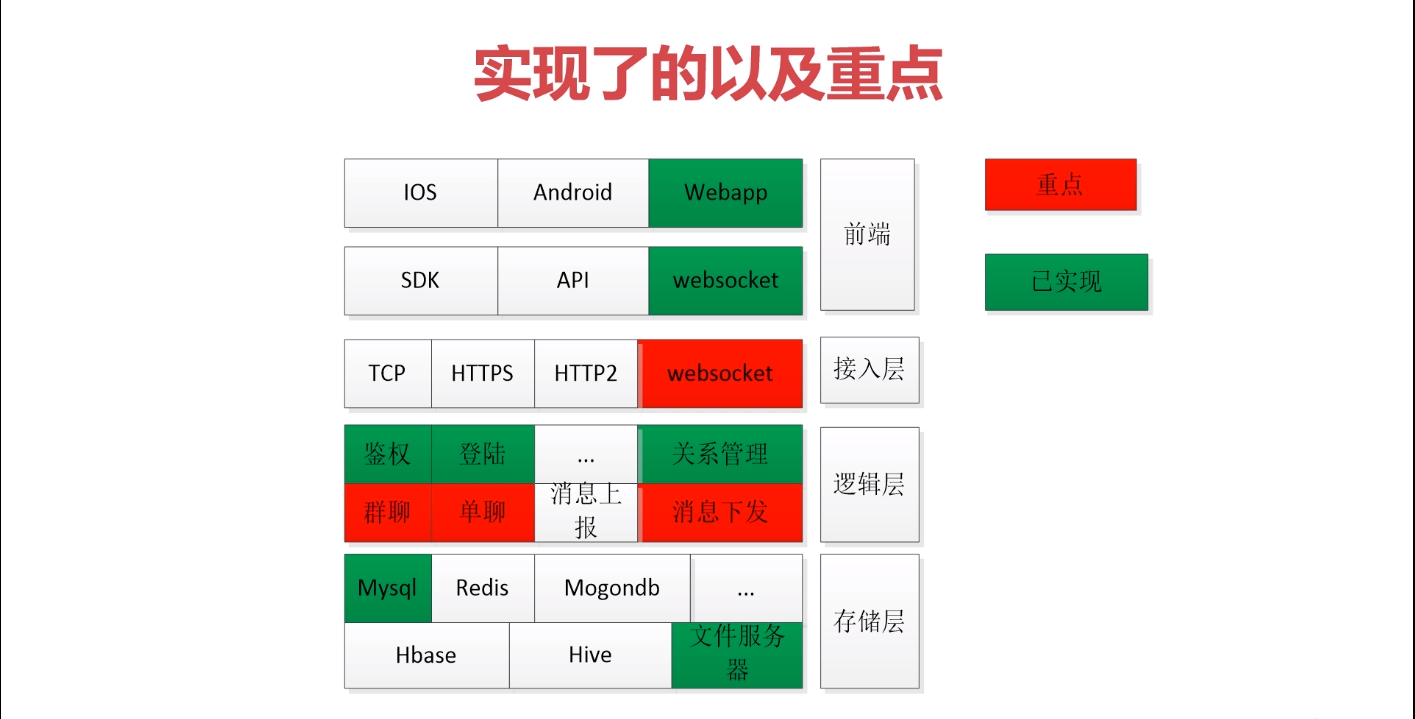 实现了的以及重点
IOS
Android
Webapp
前端
重点
SDK
API
websocket
已实现
TCP
HTTPS
HTTP2
websocket
接入层
鉴权
登陆
...
关系管理
逻辑层
群聊
单聊
消息上
报
消息下发
Mysql
Redis
Mogondb
...
存储层
Hbase
Hive
文件服务
器